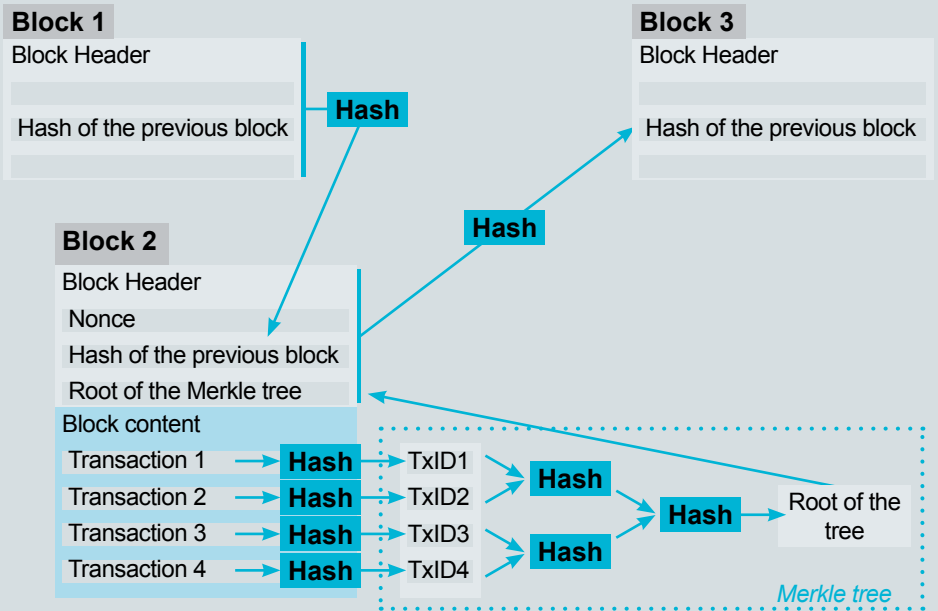 Block 1
Block Header
Hash of the previous block
Hash
Block 3
Block Header
Hash of the previous block
Hash
Block 2
Block Header
Nonce
Hash of the previous block
Root of the Merkle tree
Block content
Transaction 1
Hash
TxID1
Transaction 2
Hash
TxID2
Transaction 3
Hash
TxID3
Transaction 4
Hash
TxID4
Hash
Hash
Hash
Root of the
tree
Merkle tree